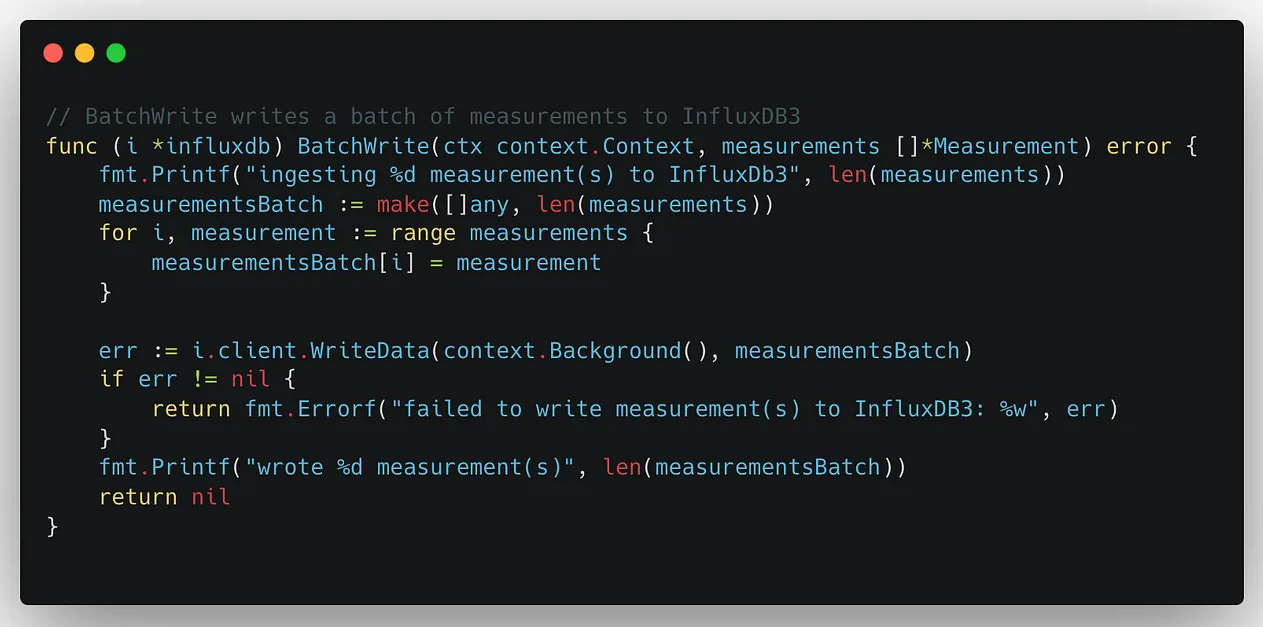 // BatchWrite writes a batch of measurements to InfluxDB3
func (i *influxdb) BatchWrite(ctx context.Context, measurements []*Measurement) error {
    fmt.Printf("ingesting %d measurement(s) to InfluxDb3", len(measurements))
    measurementsBatch := make([]any, len(measurements))
    for i, measurement := range measurements {
        measurementsBatch[i] = measurement
    }

    err := i.client.WriteData(context.Background(), measurementsBatch)
    if err != nil {
        return fmt.Errorf("failed to write measurement(s) to InfluxDB3: %w", err)
    }
    fmt.Printf("wrote %d measurement(s)", len(measurementsBatch))
    return nil
}